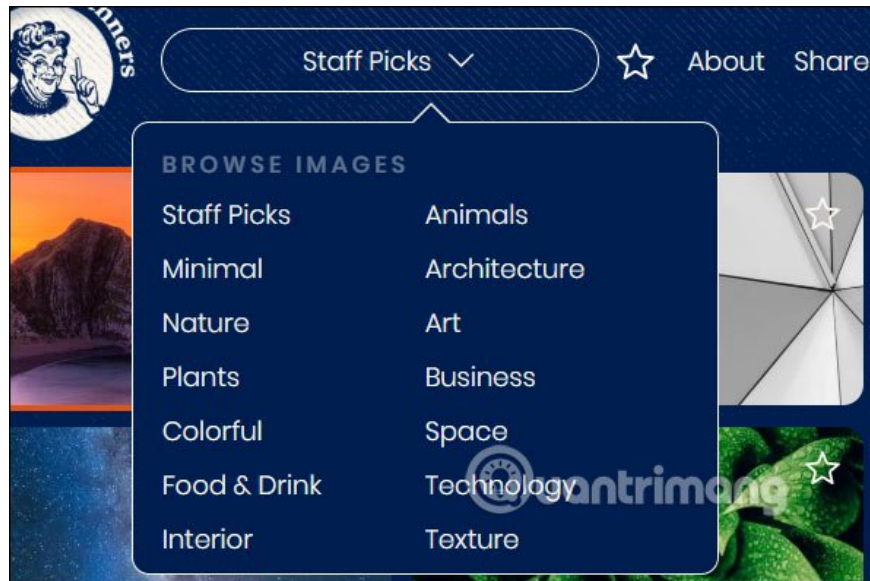 nners
Staff Picks
About
Share
BROWSE IMAGES
Staff Picks
Animals
Minimal
Architecture
Nature
Art
Plants
Business
Colorful
Space
Food & Drink
Technology
Interior
Texture
uantrimang